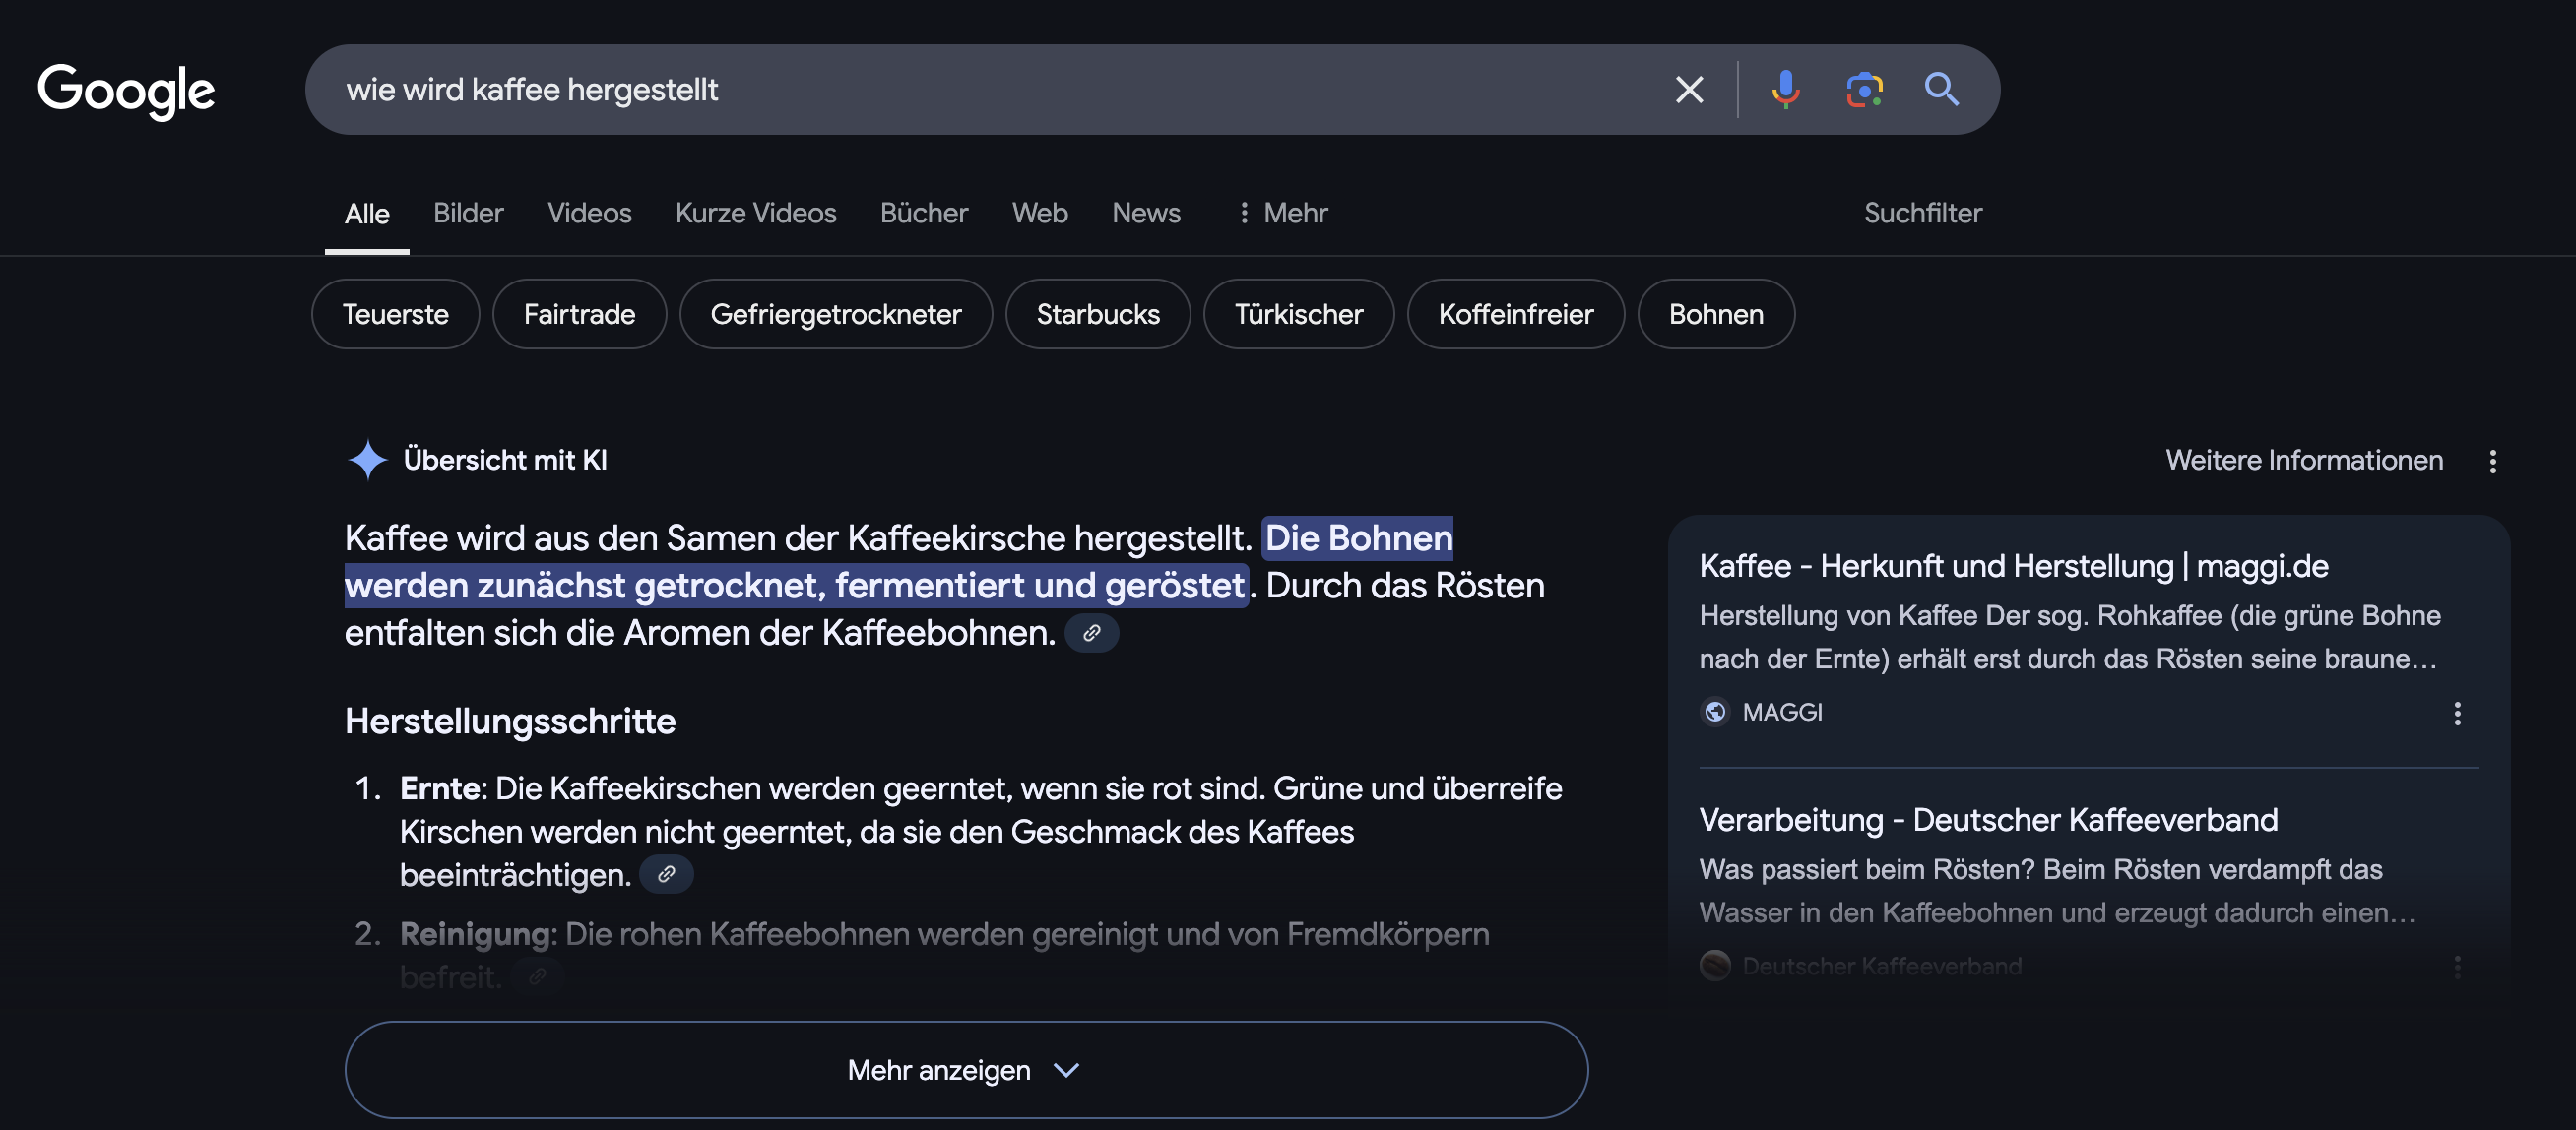 Google
wie wird kaffee hergestellt
Alle Bilder Videos Kurze Videos Bücher Web News Mehr Suchfilter
Teuerste Fairtrade Gefriergetrockneter Starbucks Türkischer Koffeinfreier Bohnen
Übersicht mit KI
Weitere Informationen
Kaffee wird aus den Samen der Kaffeekirsche hergestellt. Die Bohnen
werden zunächst getrocknet, fermentiert und geröstet. Durch das Rösten
entfalten sich die Aromen der Kaffeebohnen.
Herstellungsschritte
1. Ernte: Die Kaffeekirschen werden geerntet, wenn sie rot sind. Grüne und überreife
Kirschen werden nicht geerntet, da sie den Geschmack des Kaffees
beeinträchtigen.
2. Reinigung: Die rohen Kaffeebohnen werden gereinigt und von Fremdkörpern
befreit.
Mehr anzeigen
Kaffee - Herkunft und Herstellung | maggi.de
Herstellung von Kaffee Der sog. Rohkaffee (die grüne Bohne
nach der Ernte) erhält erst durch das Rösten seine braune...
MAGGI
Verarbeitung - Deutscher Kaffeeverband
Was passiert beim Rösten? Beim Rösten verdampft das
Wasser in den Kaffeebohnen und erzeugt dadurch einen...
Deutscher Kaffeeverband